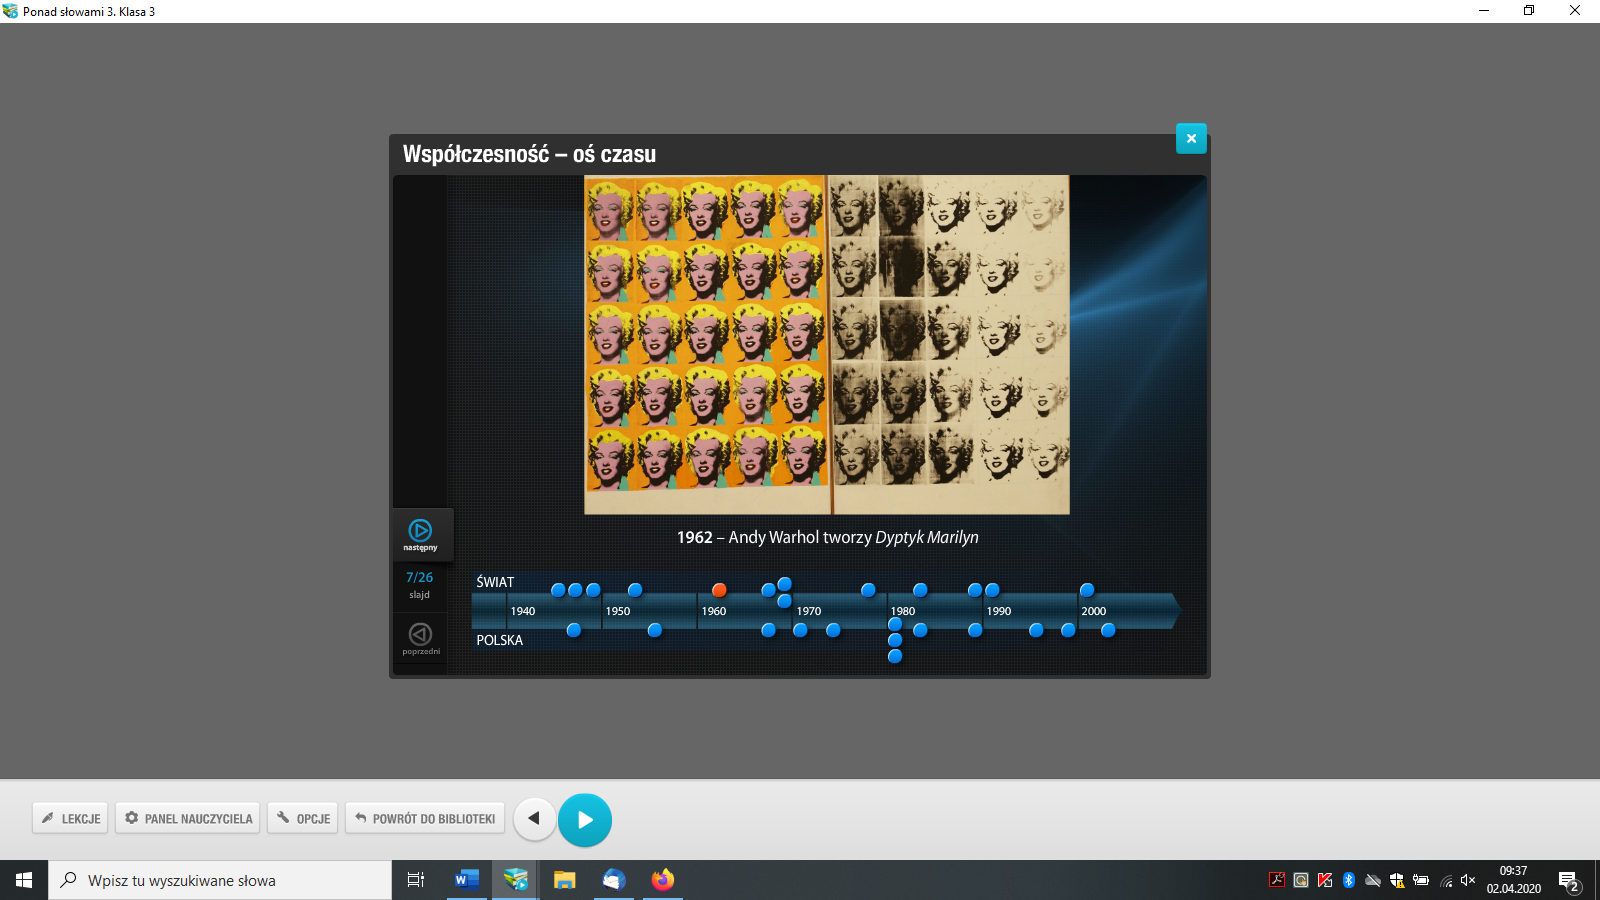 Ponad słowami 3. Klasa 3
Współczesność – oś czasu
następny
7/26
slajd
poprzedni
1962 – Andy Warhol tworzy Dyptyk Marilyn
ŚWIAT
1940 1950 1960 1970 1980 1990 2000
POLSKA
LEKCJE PANEL NAUCZYCIELA OPCJE POWRÓT DO BIBLIOTEKI
Wpisz tu wyszukiwane słowa
09:37
02.04.2020
2